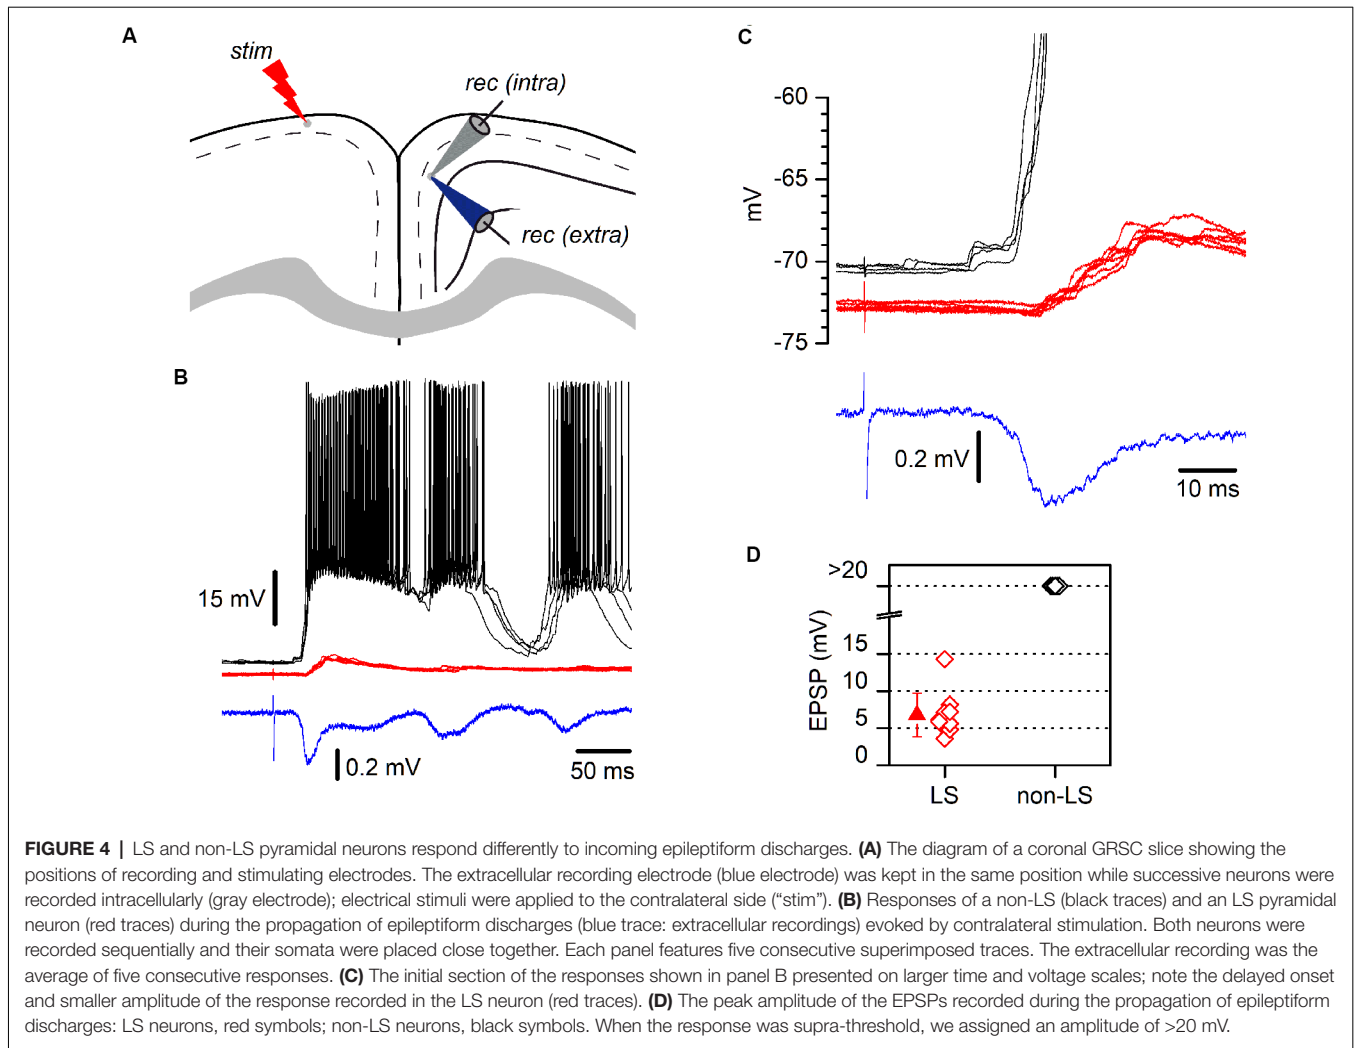 A
stim
rec (intra)
rec (extra)
B
15 mV
0.2 mV
50 ms
C
-60
-65
-70
-75
mV
0.2 mV
10 ms
D
>20
15
10
5
0
EPSP (mV)
LS
non-LS
FIGURE 4 | LS and non-LS pyramidal neurons respond differently to incoming epileptiform discharges. (A) The diagram of a coronal GRSC slice showing the
positions of recording and stimulating electrodes. The extracellular recording electrode (blue electrode) was kept in the same position while successive neurons were
recorded intracellularly (gray electrode); electrical stimuli were applied to the contralateral side (“stim”). (B) Responses of a non-LS (black traces) and an LS pyramidal
neuron (red traces) during the propagation of epileptiform discharges (blue trace: extracellular recordings) evoked by contralateral stimulation. Both neurons were
recorded sequentially and their somata were placed close together. Each panel features five consecutive superimposed traces. The extracellular recording was the
average of five consecutive responses. (C) The initial section of the responses shown in panel B presented on larger time and voltage scales; note the delayed onset
and smaller amplitude of the response recorded in the LS neuron (red traces). (D) The peak amplitude of the EPSPs recorded during the propagation of epileptiform
discharges: LS neurons, red symbols; non-LS neurons, black symbols. When the response was supra-threshold, we assigned an amplitude of >20 mV.